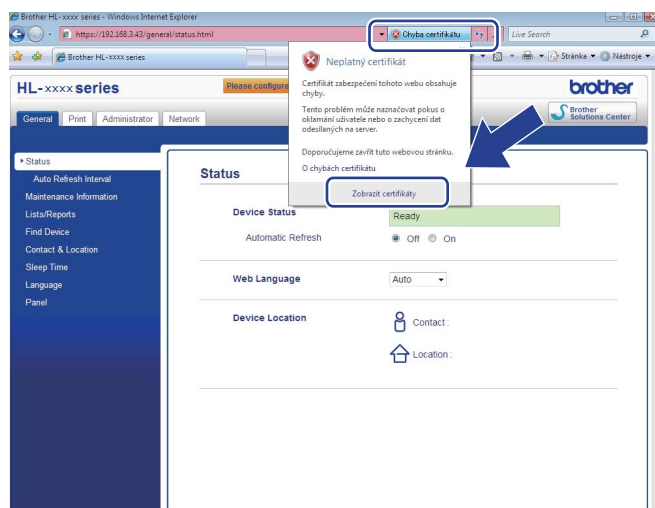 Brother HL-xxxx series - Windows Internet Explorer
https://192.168.3.43/general/status.html
Chyba certifikátu
Live Search
Brother HL-xxxx series
Stránka
Nástroje
Neplatný certifikát
Certifikát zabezpečení tohoto webu obsahuje
chyby.
Tento problém může naznačovat pokus o
oklamání uživatele nebo o zachycení dat
odesílaných na server.
Doporučujeme zavřít tuto webovou stránku.
O chybách certifikátu
Zobrazit certifikáty
HL-xxxx series
Please configure
brother
General
Print
Administrator
Network
Brother
Solutions Center
Status
Auto Refresh Interval
Maintenance Information
Lists/Reports
Find Device
Contact & Location
Sleep Time
Language
Panel
Status
Device Status
Ready
Automatic Refresh
Off
On
Web Language
Auto
Device Location
Contact :
Location :